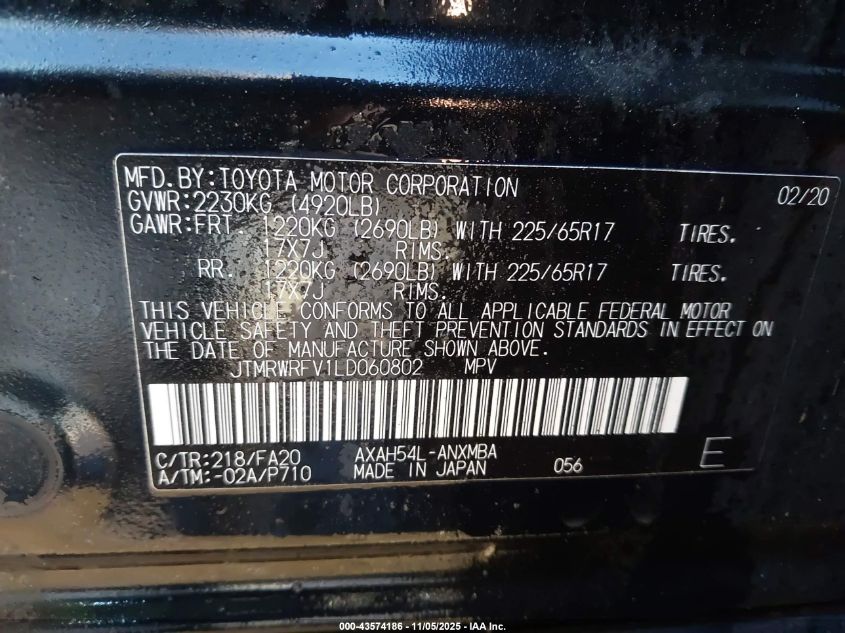 MFD.BY:TOYOTA MOTOR CORPORATION 02/20
GVWR:2230KG (4920LB)
GAWR:FRT. 1220KG (2690LB) WITH 225/65R17 TIRES.
17X7J RIMS.
RR. 1220KG (2690LB) WITH 225/65R17 TIRES.
17X7J RIMS.
THIS VEHICLE CONFORMS TO ALL APPLICABLE FEDERAL MOTOR
VEHICLE SAFETY AND THEFT PREVENTION STANDARDS IN EFFECT ON
THE DATE OF MANUFACTURE SHOWN ABOVE.
JTMRWRFV1LD060802 MPV
C/TR:218/FA20 AXAH54L-ANXMBA
A/TM:-02A/P710 MADE IN JAPAN 056 E
000-43574186 - 11/05/2025 - IAA Inc.